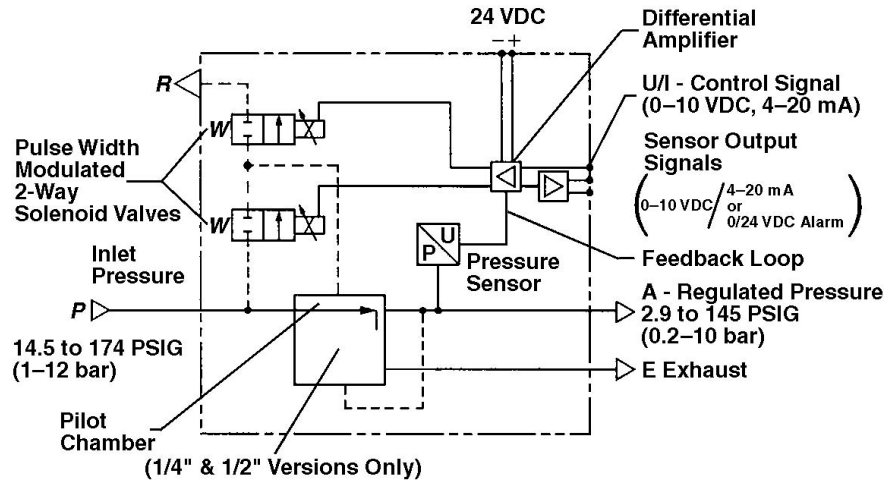 24 VDC
– +
Differential
Amplifier
R
U/I - Control Signal
(0–10 VDC, 4–20 mA)
W
Pulse Width
Modulated
2-Way
Solenoid Valves
Sensor Output
Signals
(0–10 VDC/4–20 mA
or
0/24 VDC Alarm)
W
U
P
Pressure
Sensor
Feedback Loop
Inlet
Pressure
P
A - Regulated Pressure
2.9 to 145 PSIG
(0.2–10 bar)
14.5 to 174 PSIG
(1–12 bar)
E Exhaust
Pilot
Chamber
(1/4" & 1/2" Versions Only)